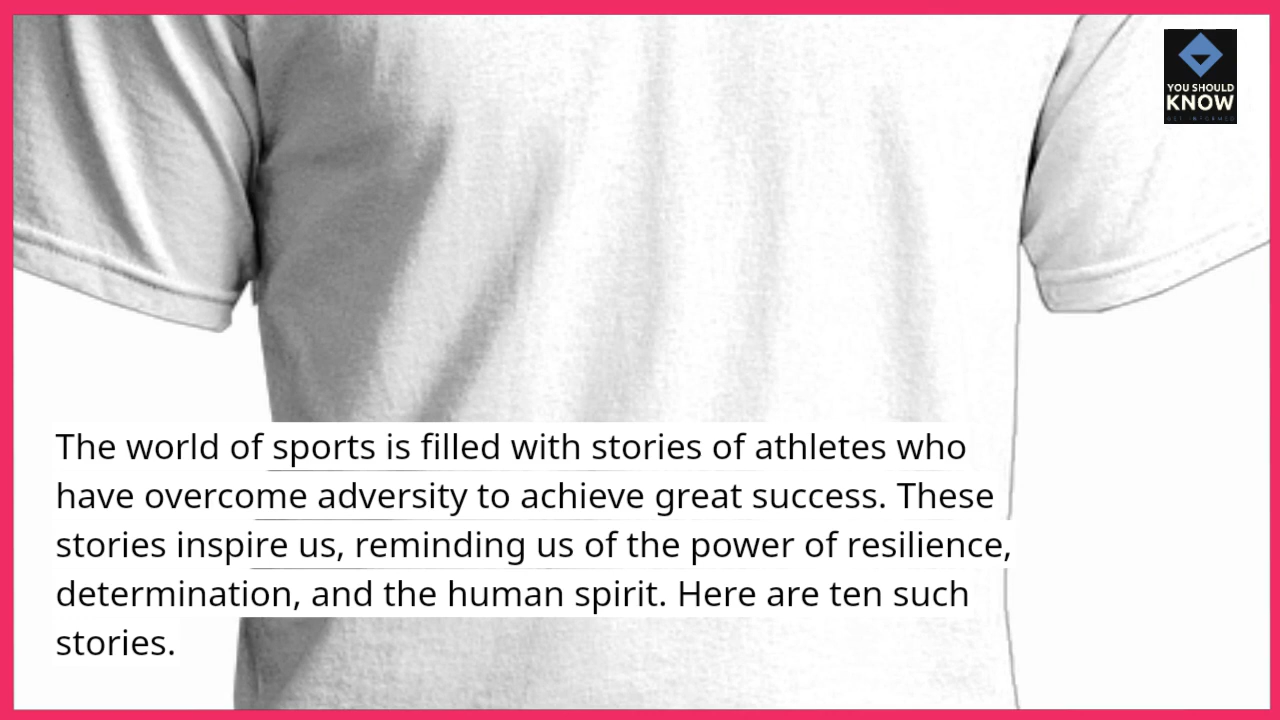 YOU SHOULD
KNOW
GET INFORMED
The world of sports is filled with stories of athletes who
have overcome adversity to achieve great success. These
stories inspire us, reminding us of the power of resilience,
determination, and the human spirit. Here are ten such
stories.